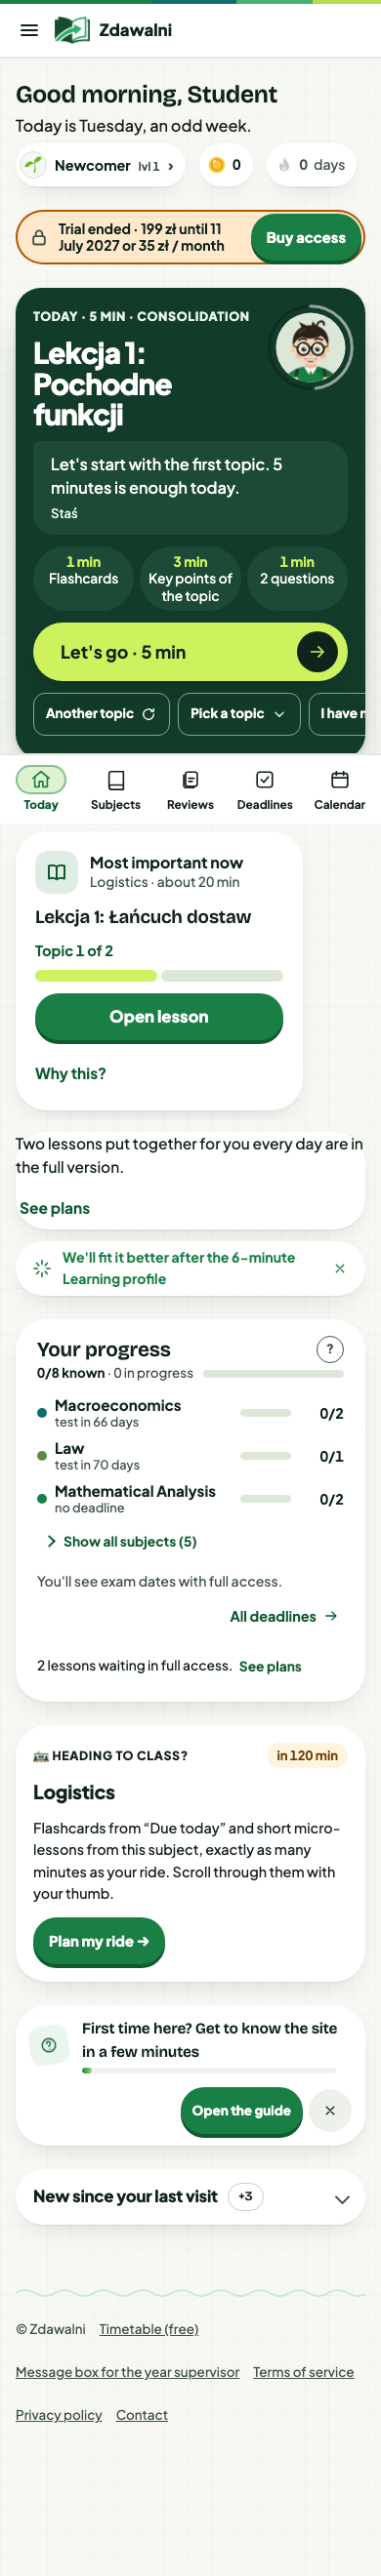 Zdawalni
Good morning, Student
Today is Tuesday, an odd week.
Newcomer lvl 1 ›
0
0 days
Trial ended · 199 zł until 11
July 2027 or 35 zł / month
Buy access
TODAY · 5 MIN · CONSOLIDATION
Lekcja 1:
Pochodne
funkcji
Let's start with the first topic. 5
minutes is enough today.
Staś
1 min
Flashcards
3 min
Key points of
the topic
1 min
2 questions
Let's go · 5 min
Another topic
Pick a topic
I have
Today
Subjects
Reviews
Deadlines
Calendar
Most important now
Logistics · about 20 min
Lekcja 1: Łańcuch dostaw
Topic 1 of 2
Open lesson
Why this?
Two lessons put together for you every day are in
the full version.
See plans
We'll fit it better after the 6-minute
Learning profile
Your progress
?
0/8 known · 0 in progress
Macroeconomics
test in 66 days
0/2
Law
test in 70 days
0/1
Mathematical Analysis
no deadline
0/2
Show all subjects (5)
You'll see exam dates with full access.
All deadlines →
2 lessons waiting in full access. See plans
HEADING TO CLASS?
in 120 min
Logistics
Flashcards from “Due today” and short micro-
lessons from this subject, exactly as many
minutes as your ride. Scroll through them with
your thumb.
Plan my ride →
First time here? Get to know the site
in a few minutes
Open the guide
New since your last visit +3
© Zdawalni Timetable (free)
Message box for the year supervisor Terms of service
Privacy policy Contact